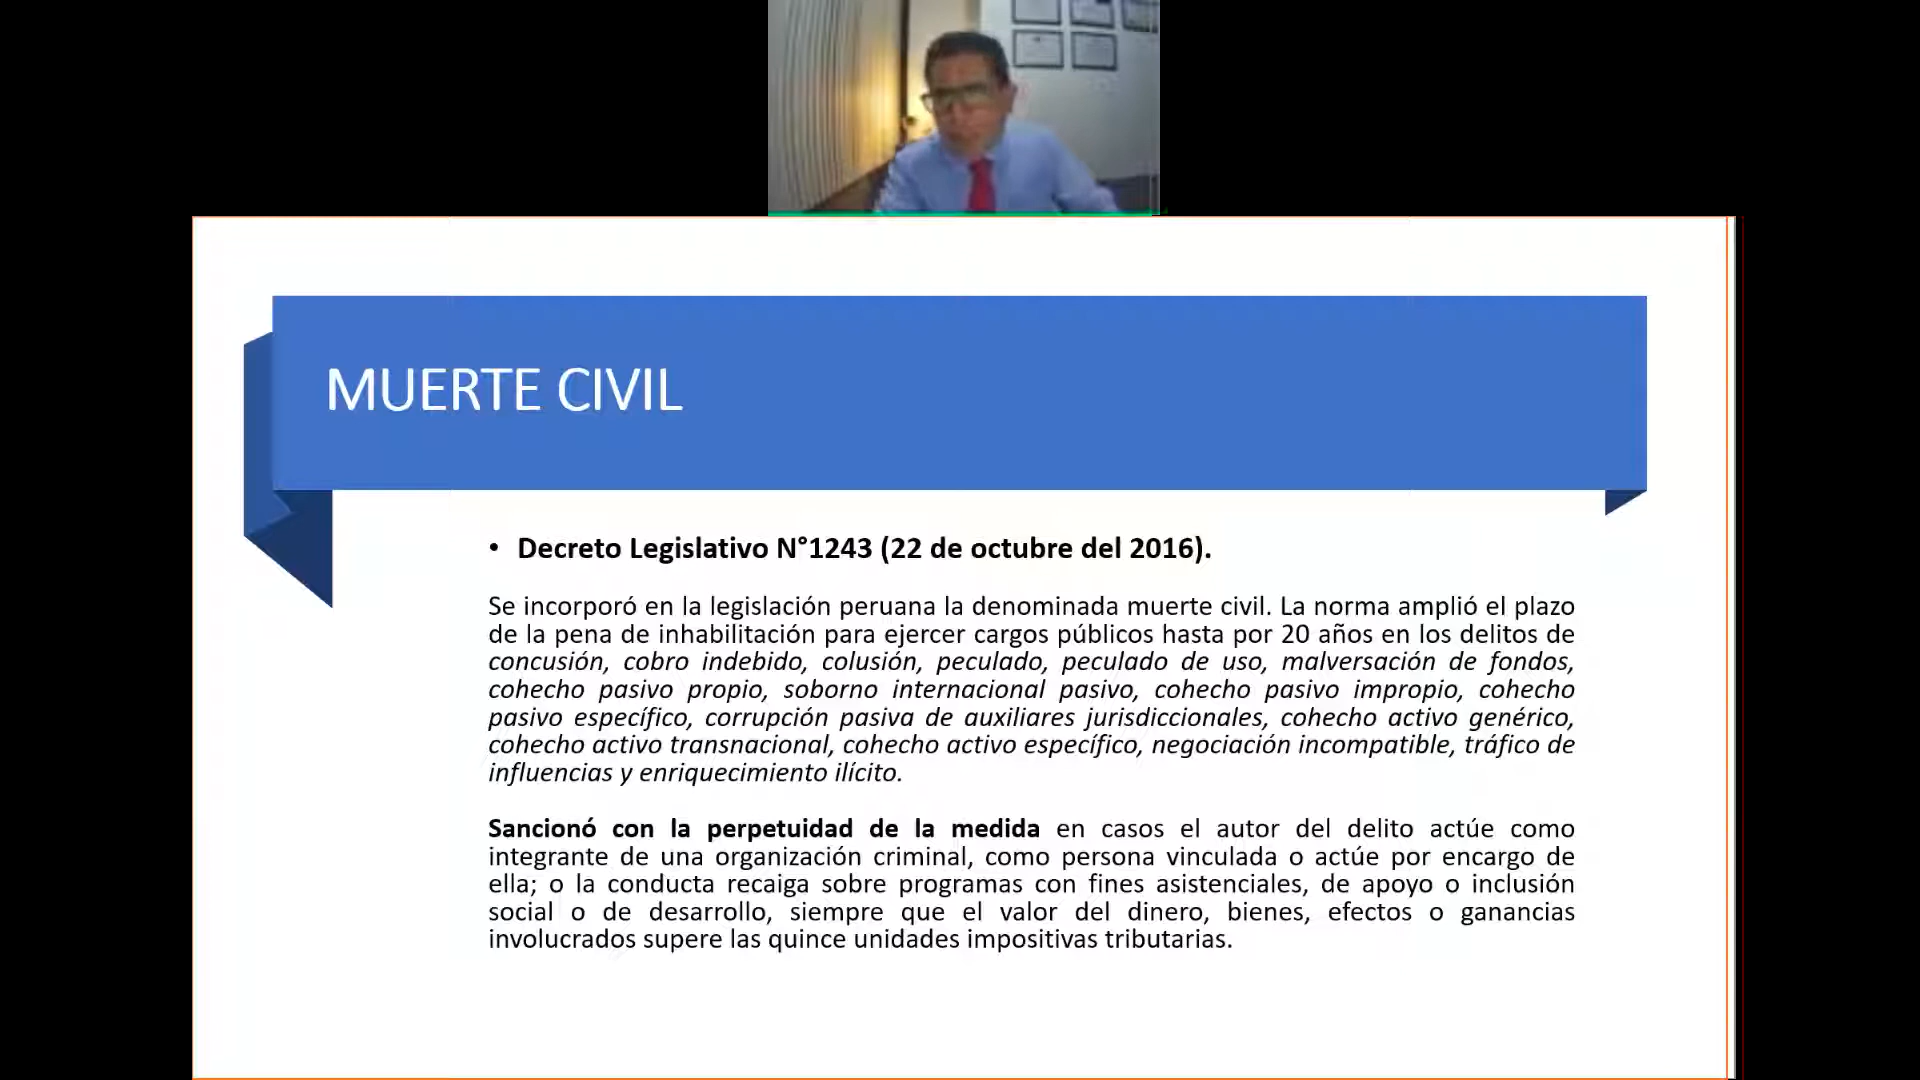 MUERTE CIVIL
• Decreto Legislativo N°1243 (22 de octubre del 2016).
Se incorporó en la legislación peruana la denominada muerte civil. La norma amplió el plazo
de la pena de inhabilitación para ejercer cargos públicos hasta por 20 años en los delitos de
concusión, cobro indebido, colusión, peculado, peculado de uso, malversación de fondos,
cohecho pasivo propio, soborno internacional pasivo, cohecho pasivo impropio, cohecho
pasivo específico, corrupción pasiva de auxiliares jurisdiccionales, cohecho activo genérico,
cohecho activo transnacional, cohecho activo específico, negociación incompatible, tráfico de
influencias y enriquecimiento ilícito.
Sancionó con la perpetuidad de la medida en casos el autor del delito actúe como
integrante de una organización criminal, como persona vinculada o actúe por encargo de
ella; o la conducta recaiga sobre programas con fines asistenciales, de apoyo o inclusión
social o de desarrollo, siempre que el valor del dinero, bienes, efectos o ganancias
involucrados supere las quince unidades impositivas tributarias.